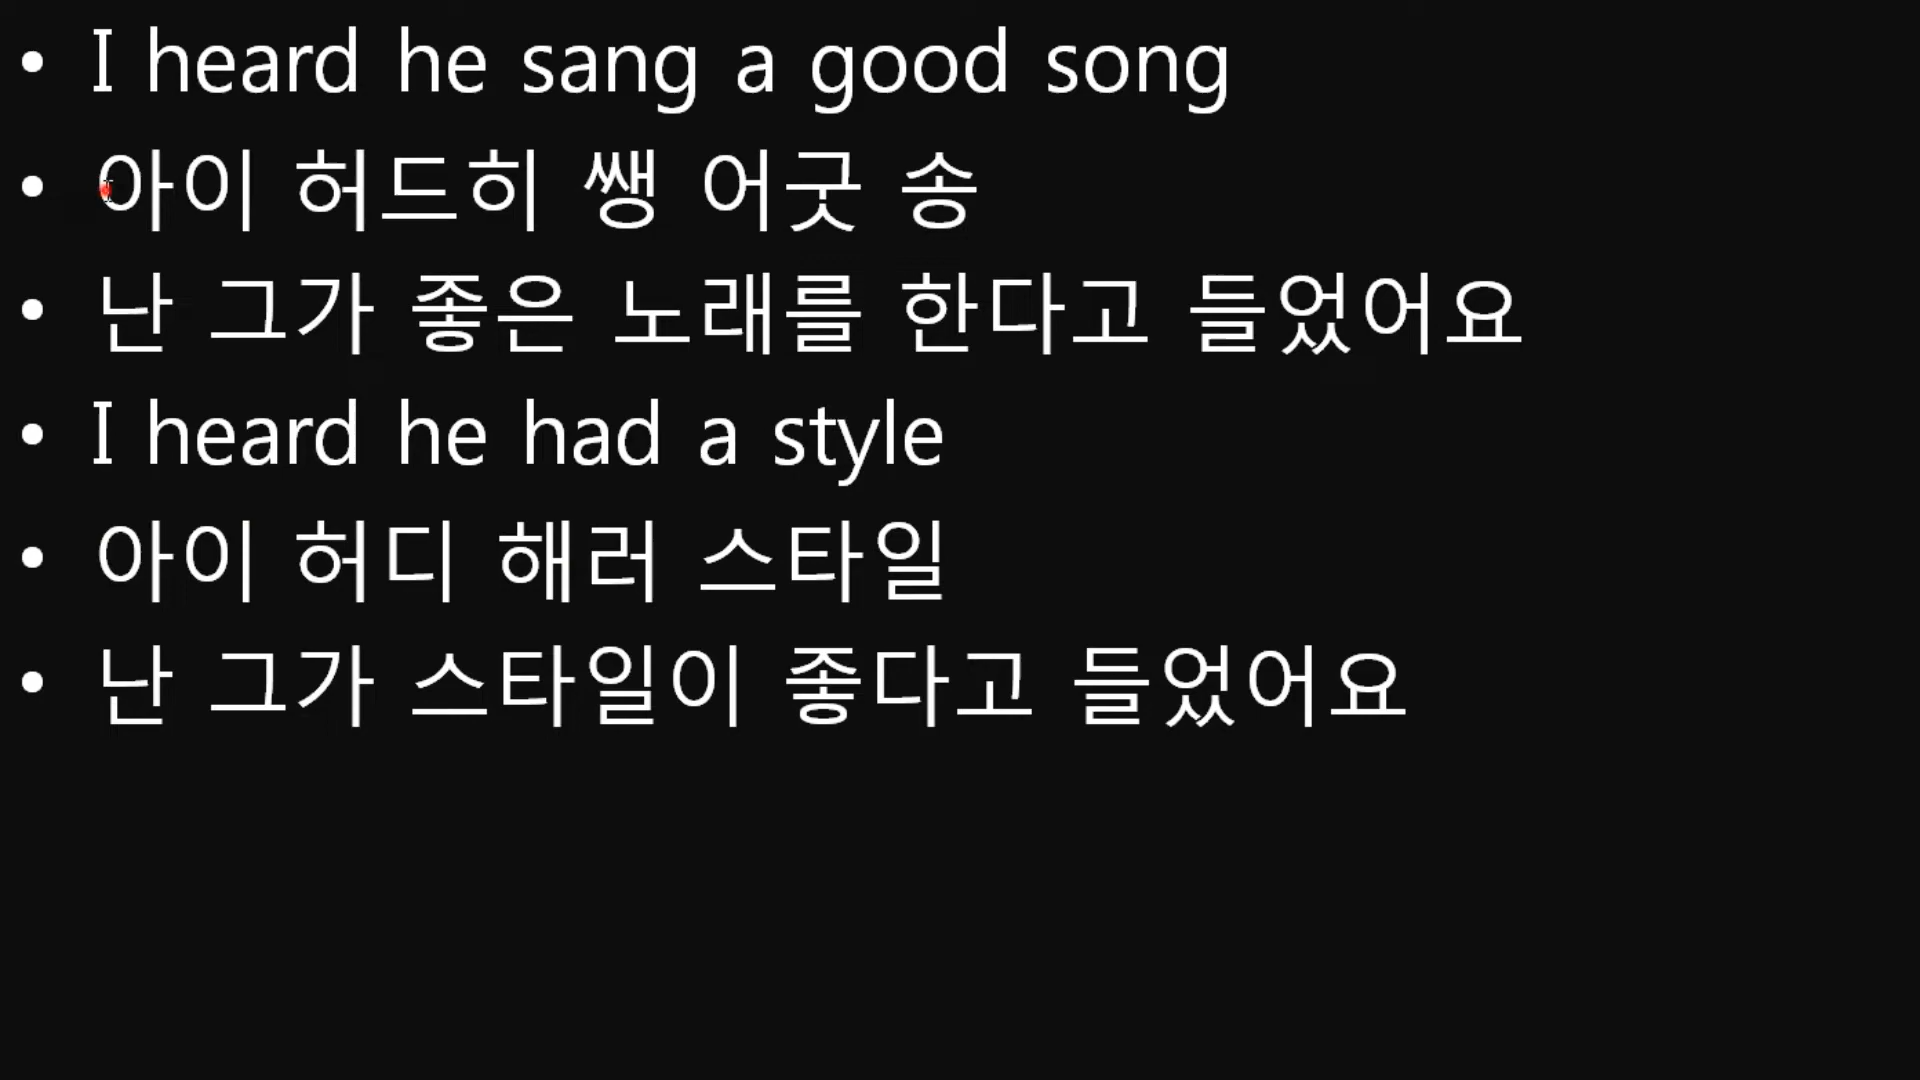 • I heard he sang a good song
• 아이 허드히 쌩 어굿 송
• 난 그가 좋은 노래를 한다고 들었어요
• I heard he had a style
• 아이 허디 해러 스타일
• 난 그가 스타일이 좋다고 들었어요